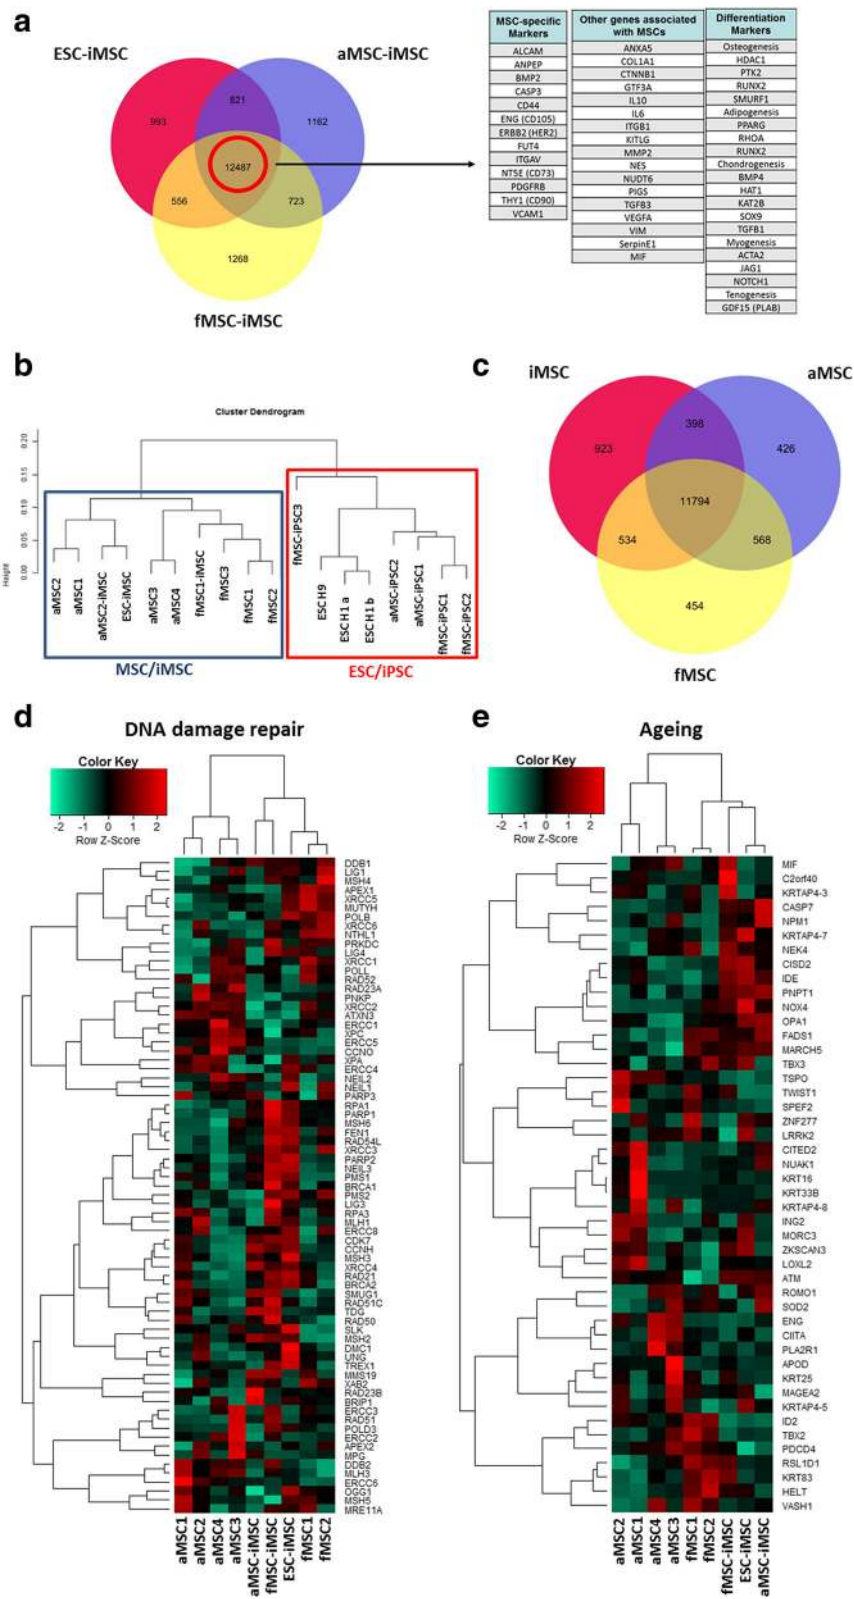 a
ESC-iMSC
aMSC-iMSC
821
993
1162
12487
556
723
1268
fMSC-iMSC
MSC-specific Markers
ALCAM
ANPEP
BMP2
CASP3
CD44
ENG (CD105)
ERBB2 (HER2)
FUT4
ITGAV
NTSE (CD73)
PDGFRB
THY1 (CD90)
VCAM1
Other genes associated with MSCs
ANXA5
COL1A1
CTNNB1
GTF3A
IL10
IL6
ITGB1
KITLG
MMP2
NES
NUDT6
PIGS
TGFB3
VEGFA
VIM
SerpinE1
MIF
Differentiation Markers
Osteogenesis
HDAC1
PTK2
RUNX2
SMURF1
Adipogenesis
PPARG
RHOA
RUNX2
Chondrogenesis
BMP4
HAT1
KAT2B
SOX9
TGFB1
Myogenesis
ACTA2
JAG1
NOTCH1
Tenogenesis
GDF15 (PLAB)
b
Cluster Dendrogram
Height
0.20
0.15
0.10
0.05
0.00
aMSC2
aMSC1
aMSC2-iMSC
ESC-iMSC
aMSC3
aMSC4
fMSC1-iMSC
fMSC3
fMSC1
fMSC2
fMSC-iPSC3
ESC H9
ESC H1 a
ESC H1 b
aMSC-iPSC2
aMSC-iPSC1
fMSC-iPSC1
fMSC-iPSC2
MSC/iMSC
ESC/iPSC
c
iMSC
aMSC
398
923
426
11794
534
568
454
fMSC
d
DNA damage repair
Color Key
-2 -1 0 1 2
Row Z-Score
DDB1
LIG1
MSH4
APEX1
XRCC5
MUTYH
POLB
XRCC6
NTHL1
PRKDC
LIG4
XRCC1
POLL
RAD52
RAD23A
PNKP
XRCC2
ATXN3
ERCC1
XPC
ERCC5
CCNO
XPA
ERCC4
NEIL2
NEIL1
PARP3
RPA1
PARP1
MSH6
FEN1
RAD54L
XRCC3
PARP2
NEIL3
PMS1
BRCA1
PMS2
LIG3
RPA3
MLH1
ERCC8
CDK7
CCNH
MSH3
XRCC4
RAD21
BRCA2
SMUG1
RAD51C
TDG
RAD50
SLK
MSH2
DMC1
UNG
TREX1
MMS19
XAB2
RAD23B
BRIP1
ERCC3
RAD51
POLD3
ERCC2
APEX2
MPG
DDB2
MLH3
ERCC6
OGG1
MSH5
MRE11A
aMSC1
aMSC2
aMSC4
aMSC3
aMSC-iMSC
fMSC-iMSC
ESC-iMSC
fMSC1
fMSC2
e
Ageing
Color Key
-2 -1 0 1 2
Row Z-Score
MIF
C2orf40
KRTAP4-3
CASP7
NPM1
KRTAP4-7
NEK4
CISD2
IDE
PNPT1
NOX4
OPA1
FADS1
MARCH5
TBX3
TSPO
TWIST1
SPEF2
ZNF277
LRRK2
CITED2
NUAK1
KRT16
KRT33B
KRTAP4-8
ING2
MORC3
ZKSCAN3
LOXL2
ATM
ROMO1
SOD2
ENG
CIITA
PLA2R1
APOD
KRT25
MAGEA2
KRTAP4-5
ID2
TBX2
PDCD4
RSL1D1
KRT83
HELT
VASH1
aMSC2
aMSC1
aMSC4
aMSC3
fMSC1
fMSC2
fMSC-iMSC
ESC-iMSC
aMSC-iMSC